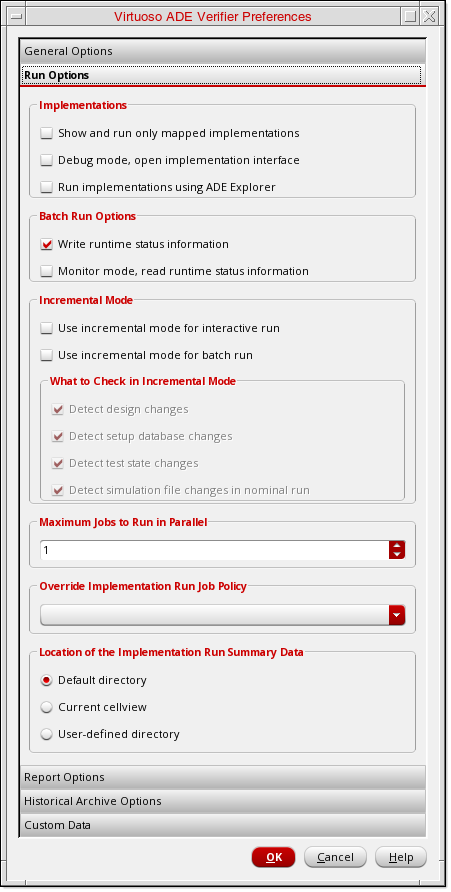 Virtuoso ADE Verifier Preferences
General Options
Run Options
Implementations
Show and run only mapped implementations
Debug mode, open implementation interface
Run implementations using ADE Explorer
Batch Run Options
Write runtime status information
Monitor mode, read runtime status information
Incremental Mode
Use incremental mode for interactive run
Use incremental mode for batch run
What to Check in Incremental Mode
Detect design changes
Detect setup database changes
Detect test state changes
Detect simulation file changes in nominal run
Maximum Jobs to Run in Parallel
1
Override Implementation Run Job Policy
Location of the Implementation Run Summary Data
Default directory
Current cellview
User-defined directory
Report Options
Historical Archive Options
Custom Data
OK Cancel Help